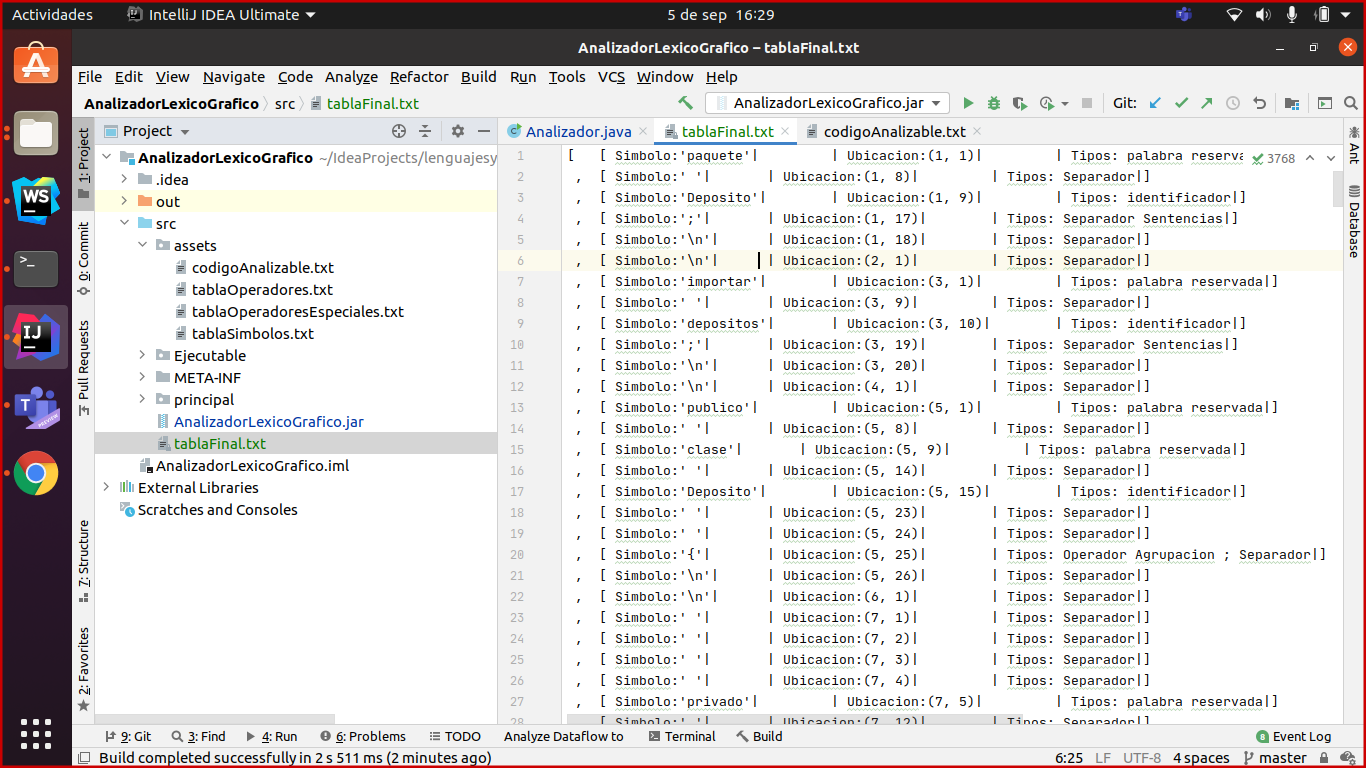 Actividades IntelliJ IDEA Ultimate 5 de sep 16:29
AnalizadorLexicoGrafico – tablaFinal.txt
File Edit View Navigate Code Analyze Refactor Build Run Tools VCS Window Help
AnalizadorLexicoGrafico src tablaFinal.txt AnalizadorLexicoGrafico.jar Git:
1: Project
0: Commit
Pull Requests
7: Structure
2: Favorites
Project
AnalizadorLexicoGrafico ~/IdeaProjects/lenguajesy
.idea
out
src
assets
codigoAnalizable.txt
tablaOperadores.txt
tablaOperadoresEspeciales.txt
tablaSimbolos.txt
Ejecutable
META-INF
principal
AnalizadorLexicoGrafico.jar
tablaFinal.txt
AnalizadorLexicoGrafico.iml
External Libraries
Scratches and Consoles
Analizador.java tablaFinal.txt codigoAnalizable.txt
3768
1 [ [ Simbolo:'paquete'| | Ubicacion:(1, 1)| | Tipos: palabra reserva
2 , [ Simbolo:' '| | Ubicacion:(1, 8)| | Tipos: Separador|]
3 , [ Simbolo:'Deposito'| | Ubicacion:(1, 9)| | Tipos: identificador|]
4 , [ Simbolo:';'| | Ubicacion:(1, 17)| | Tipos: Separador Sentencias|]
5 , [ Simbolo:'\n'| | Ubicacion:(1, 18)| | Tipos: Separador|]
6 , [ Simbolo:'\n'| | Ubicacion:(2, 1)| | Tipos: Separador|]
7 , [ Simbolo:'importar'| | Ubicacion:(3, 1)| | Tipos: palabra reservada|]
8 , [ Simbolo:' '| | Ubicacion:(3, 9)| | Tipos: Separador|]
9 , [ Simbolo:'depositos'| | Ubicacion:(3, 10)| | Tipos: identificador|]
10 , [ Simbolo:';'| | Ubicacion:(3, 19)| | Tipos: Separador Sentencias|]
11 , [ Simbolo:'\n'| | Ubicacion:(3, 20)| | Tipos: Separador|]
12 , [ Simbolo:'\n'| | Ubicacion:(4, 1)| | Tipos: Separador|]
13 , [ Simbolo:'publico'| | Ubicacion:(5, 1)| | Tipos: palabra reservada|]
14 , [ Simbolo:' '| | Ubicacion:(5, 8)| | Tipos: Separador|]
15 , [ Simbolo:'clase'| | Ubicacion:(5, 9)| | Tipos: palabra reservada|]
16 , [ Simbolo:' '| | Ubicacion:(5, 14)| | Tipos: Separador|]
17 , [ Simbolo:'Deposito'| | Ubicacion:(5, 15)| | Tipos: identificador|]
18 , [ Simbolo:' '| | Ubicacion:(5, 23)| | Tipos: Separador|]
19 , [ Simbolo:' '| | Ubicacion:(5, 24)| | Tipos: Separador|]
20 , [ Simbolo:'{'| | Ubicacion:(5, 25)| | Tipos: Operador Agrupacion ; Separador|]
21 , [ Simbolo:'\n'| | Ubicacion:(5, 26)| | Tipos: Separador|]
22 , [ Simbolo:'\n'| | Ubicacion:(6, 1)| | Tipos: Separador|]
23 , [ Simbolo:' '| | Ubicacion:(7, 1)| | Tipos: Separador|]
24 , [ Simbolo:' '| | Ubicacion:(7, 2)| | Tipos: Separador|]
25 , [ Simbolo:' '| | Ubicacion:(7, 3)| | Tipos: Separador|]
26 , [ Simbolo:' '| | Ubicacion:(7, 4)| | Tipos: Separador|]
27 , [ Simbolo:'privado'| | Ubicacion:(7, 5)| | Tipos: palabra reservada|]
28 , [ Simbolo:' '| | Ubicacion:(7, 12)| | Tipos: Separador|]
Ant
Database
9: Git 3: Find 4: Run 6: Problems TODO Analyze Dataflow to Terminal Build 8 Event Log
Build completed successfully in 2 s 511 ms (2 minutes ago) 6:25 LF UTF-8 4 spaces master
WS
>_
IJ
T
PREVIEW